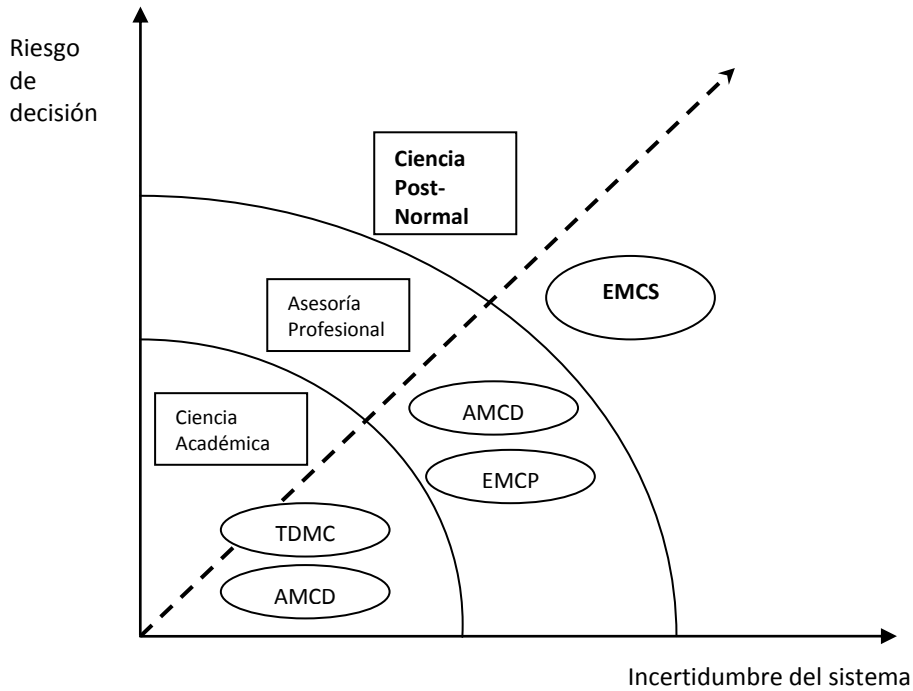 Riesgo
de
decisión
Ciencia
Post-
Normal
Asesoría
Profesional
EMCS
Ciencia
Académica
AMCD
EMCP
TDMC
AMCD
Incertidumbre del sistema